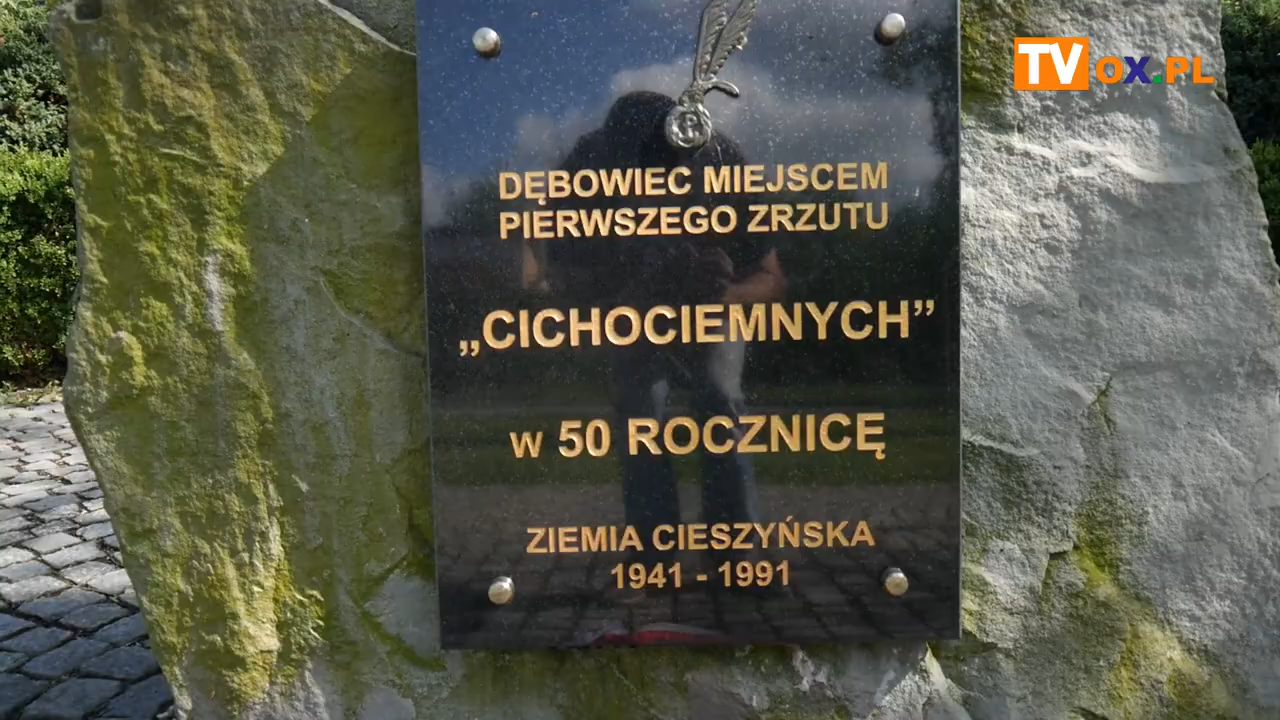 TVOX.PL
DĘBOWIEC MIEJSCEM
PIERWSZEGO ZRZUTU
„CICHOCIEMNYCH”
W 50 ROCZNICĘ
ZIEMIA CIESZYŃSKA
1941 - 1991